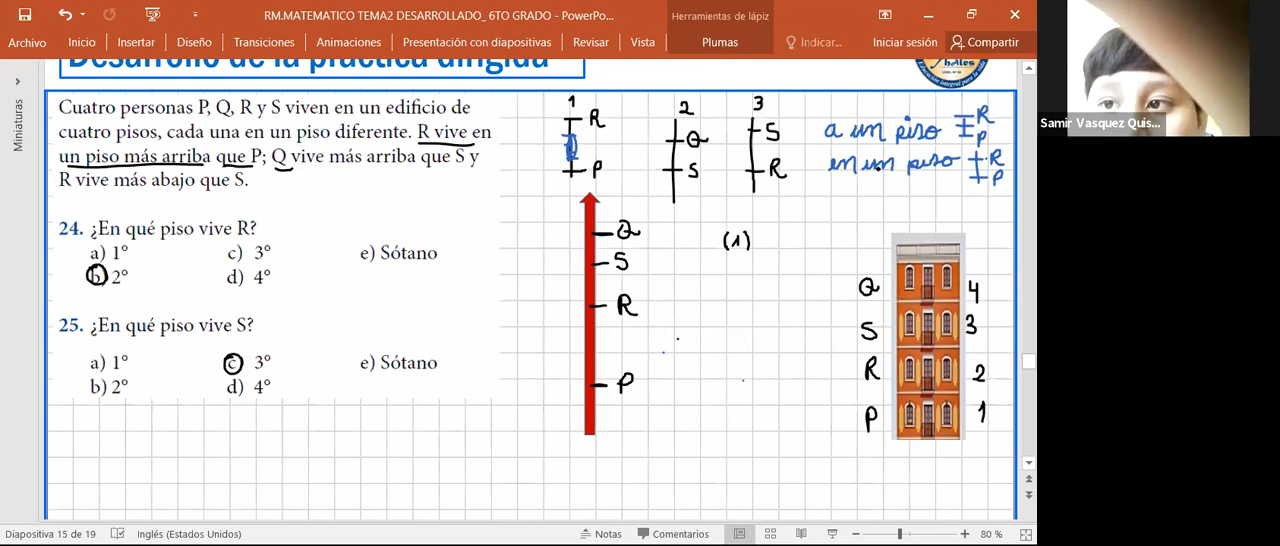 RM.MATEMATICO TEMA2 DESARROLLADO_ 6TO GRADO - PowerPo...
Herramientas de lápiz
Archivo Inicio Insertar Diseño Transiciones Animaciones Presentación con diapositivas Revisar Vista Plumas Indicar... Iniciar sesión Compartir
Miniaturas
Desarrollo de la práctica dirigida
Cuatro personas P, Q, R y S viven en un edificio de
cuatro pisos, cada una en un piso diferente. R vive en
un piso más arriba que P; Q vive más arriba que S y
R vive más abajo que S.
24. ¿En qué piso vive R?
a) 1° c) 3° e) Sótano
b) 2° d) 4°
25. ¿En qué piso vive S?
a) 1° c) 3° e) Sótano
b) 2° d) 4°
1
R
P
2
Q
S
3
S
R
a un piso R
P
en un piso R
P
Q
S
R
P
(1)
Q 4
S 3
R 2
P 1
Samir Vasquez Quis...
Diapositiva 15 de 19 Inglés (Estados Unidos) Notas Comentarios 80 %